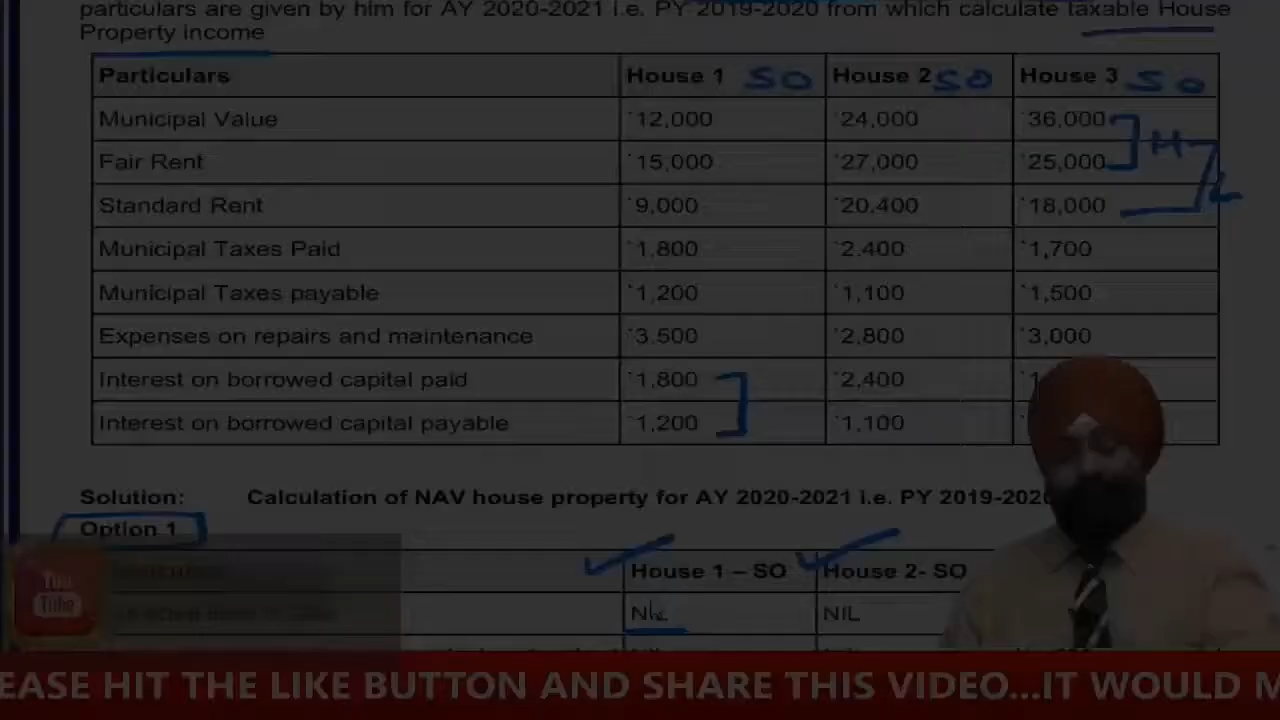 particulars are given by him for AY 2020-2021 i.e. PY 2019-2020 from which calculate taxable House
Property income
Particulars House 1 SO House 2 SO House 3 SO
Municipal Value `12,000 `24,000 `36,000
Fair Rent `15,000 `27,000 `25,000 H
Standard Rent `9,000 `20,400 `18,000 L
Municipal Taxes Paid `1,800 `2,400 `1,700
Municipal Taxes payable `1,200 `1,100 `1,500
Expenses on repairs and maintenance `3,500 `2,800 `3,000
Interest on borrowed capital paid `1,800 `2,400
Interest on borrowed capital payable `1,200 `1,100
Solution: Calculation of NAV house property for AY 2020-2021 i.e. PY 2019-2020
Option 1
House 1 – SO House 2- SO
NIL NIL
You
Tube
EASE HIT THE LIKE BUTTON AND SHARE THIS VIDEO...IT WOULD M